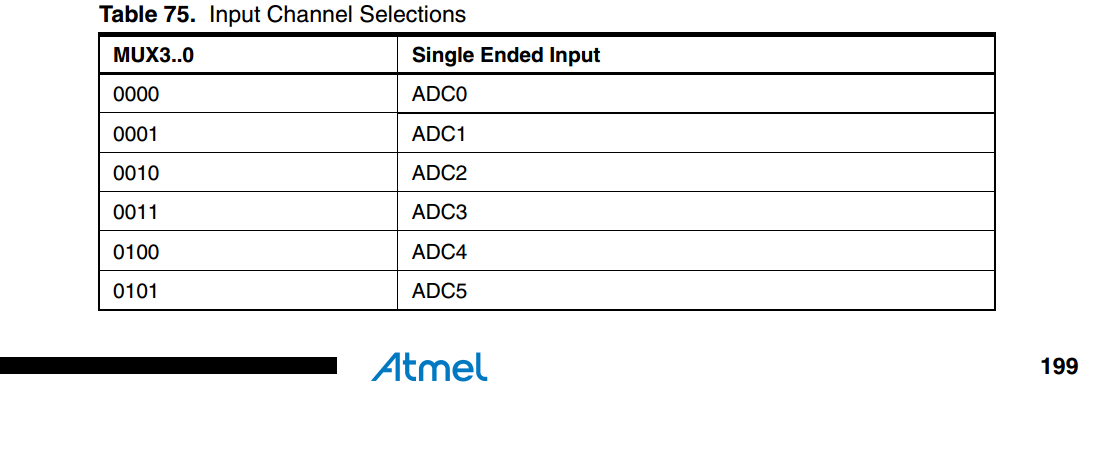 Table 75. Input Channel Selections
MUX3..0 Single Ended Input
0000 ADC0
0001 ADC1
0010 ADC2
0011 ADC3
0100 ADC4
0101 ADC5
Atmel 199